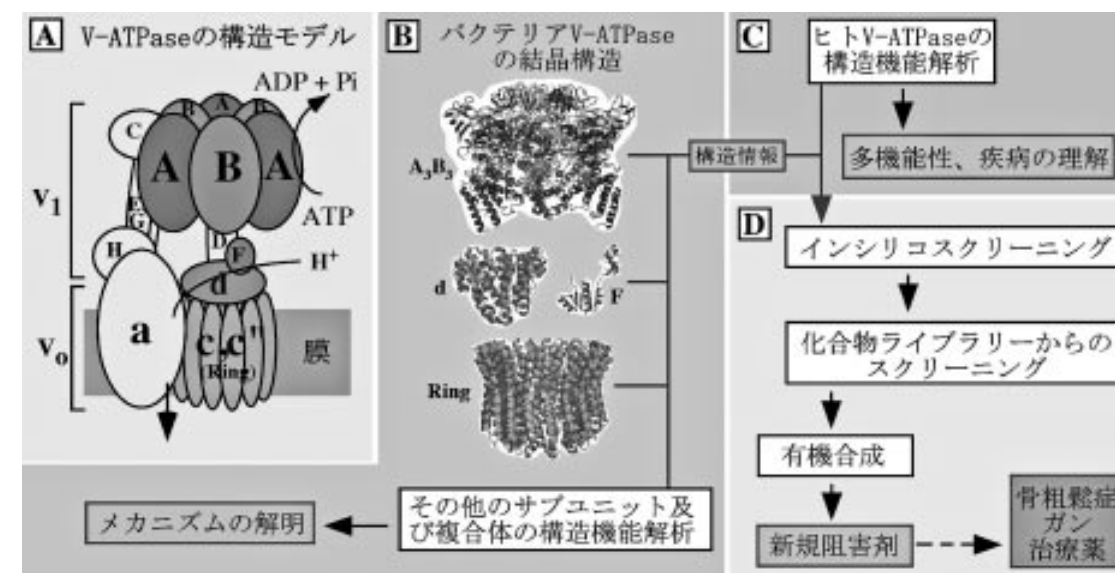 A V-ATPaseの構造モデル
ADP + Pi
B A B
C
A B A
V₁
E
G
ATP
H
D
F
H⁺
d
a
V₀
c,c"
(Ring)
膜
B バクテリアV-ATPase
の結晶構造
A₃B₃
d
F
Ring
構造情報
その他のサブユニット及
び複合体の構造機能解析
メカニズムの解明
C ヒトV-ATPaseの
構造機能解析
多機能性、疾病の理解
D インシリコスクリーニング
化合物ライブラリーからの
スクリーニング
有機合成
新規阻害剤
骨粗鬆症
ガン
治療薬